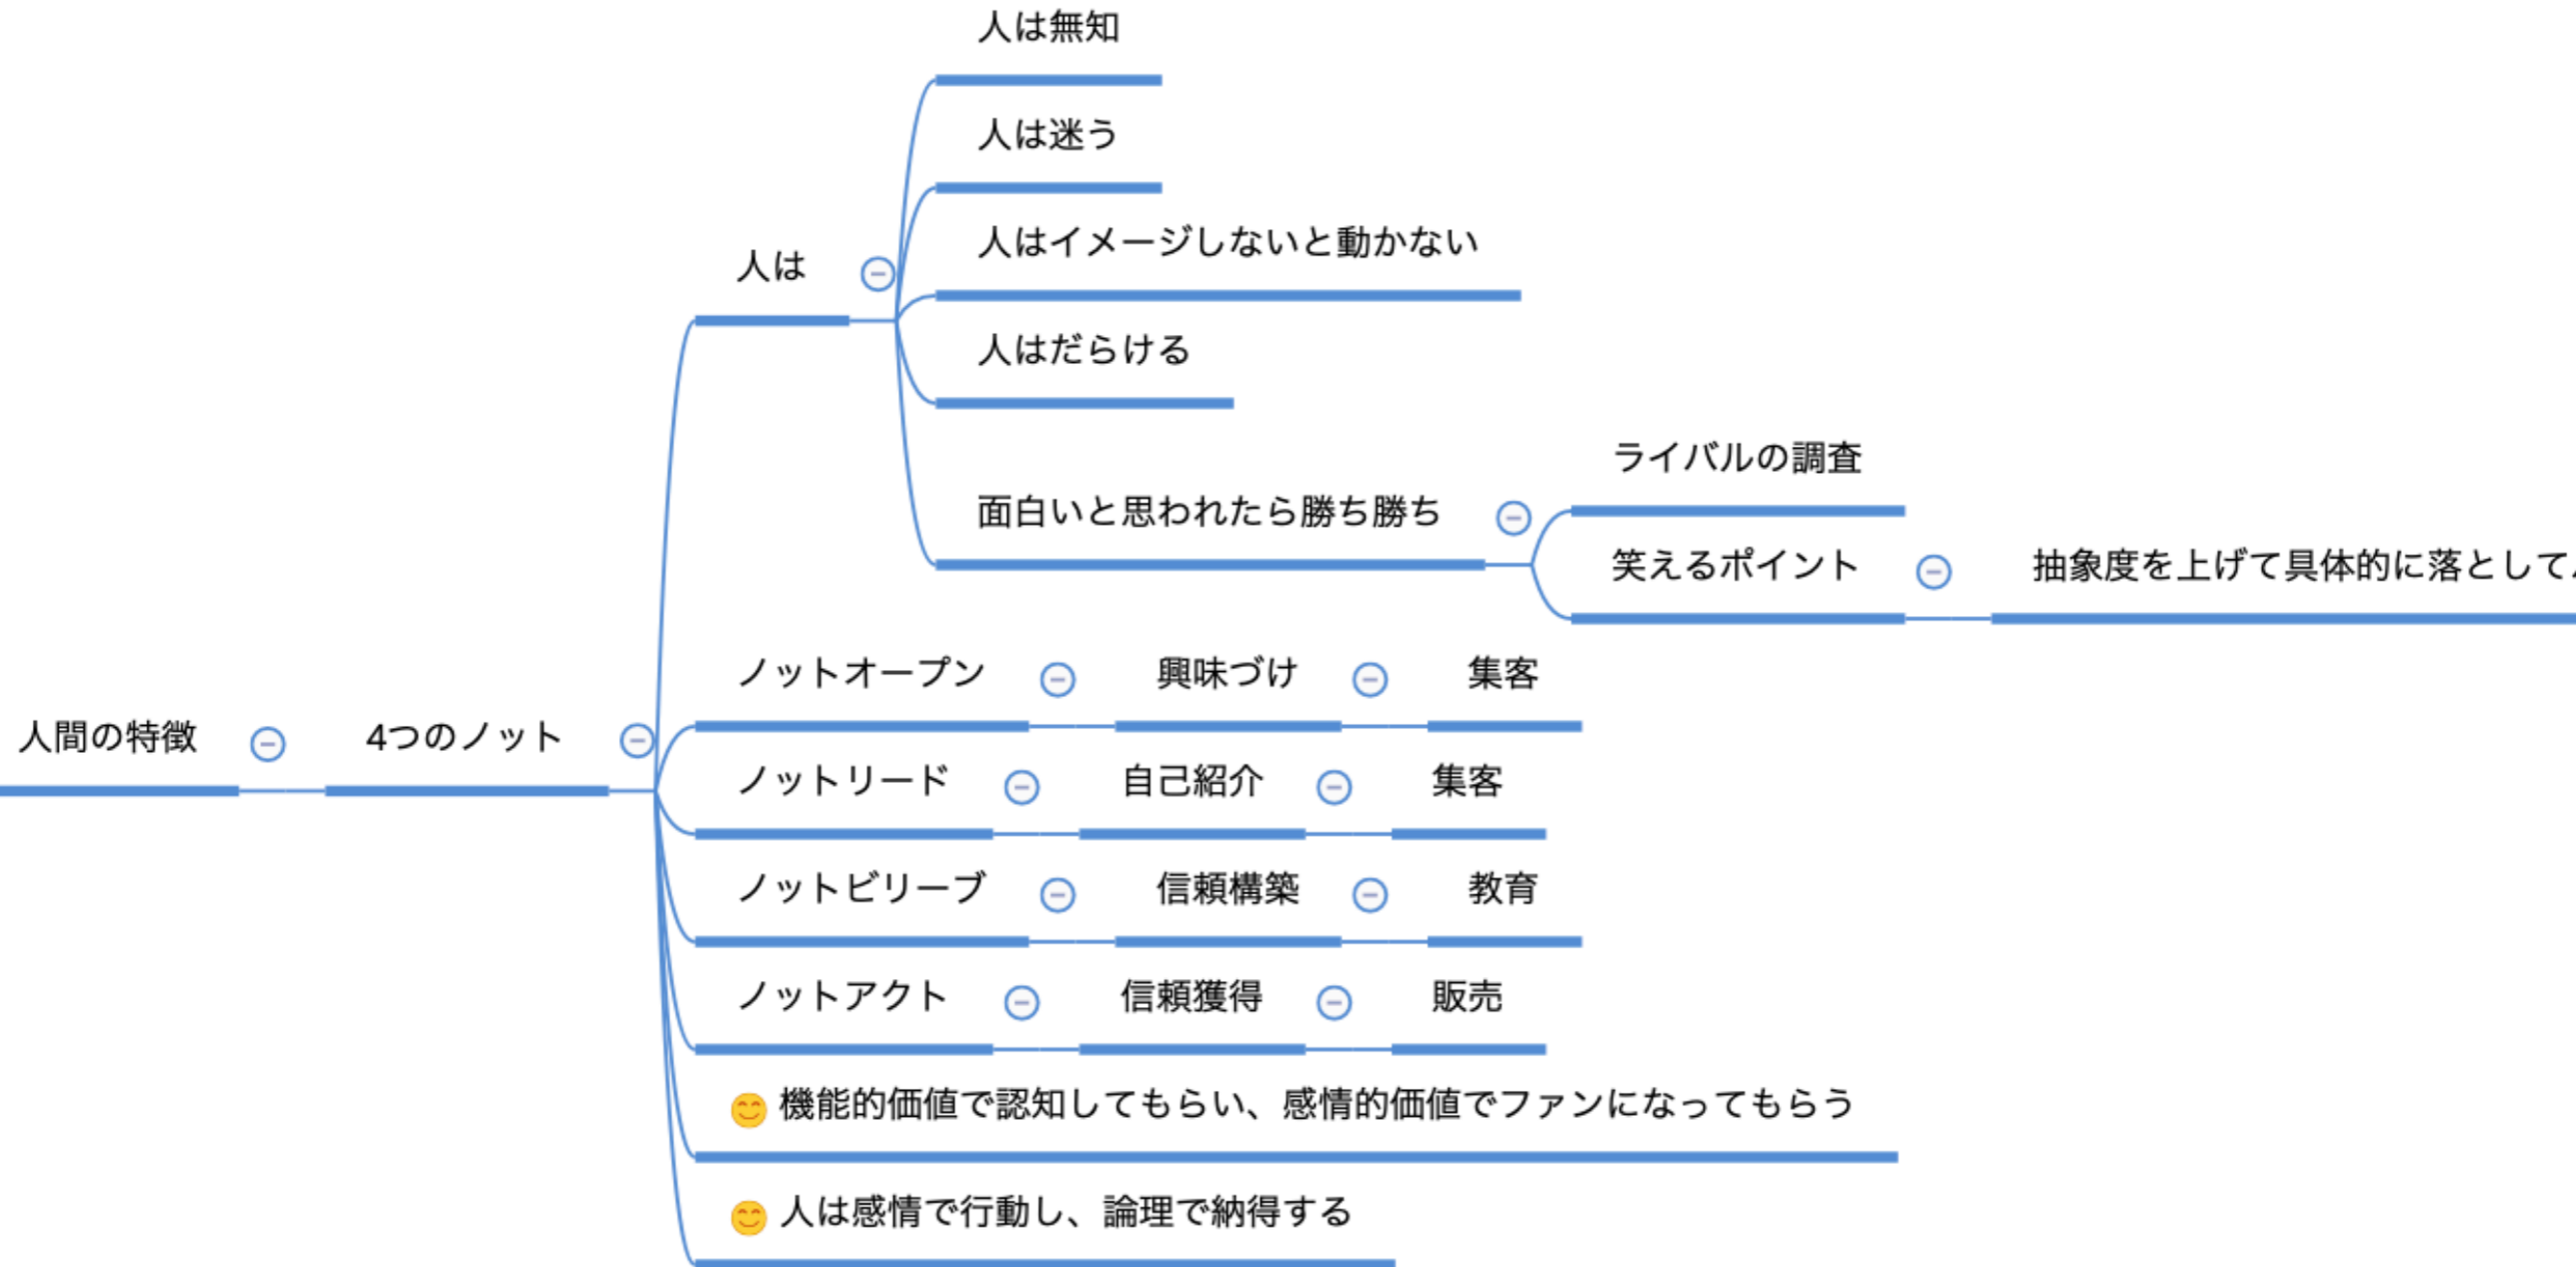 人は無知
人は迷う
人はイメージしないと動かない
人は
人はだらける
ライバルの調査
面白いと思われたら勝ち勝ち
笑えるポイント
抽象度を上げて具体的に落として
ノットオープン 興味づけ 集客
人間の特徴
4つのノット
ノットリード 自己紹介 集客
ノットビリーブ 信頼構築 教育
ノットアクト 信頼獲得 販売
😊 機能的価値で認知してもらい、感情的価値でファンになってもらう
😊 人は感情で行動し、論理で納得する